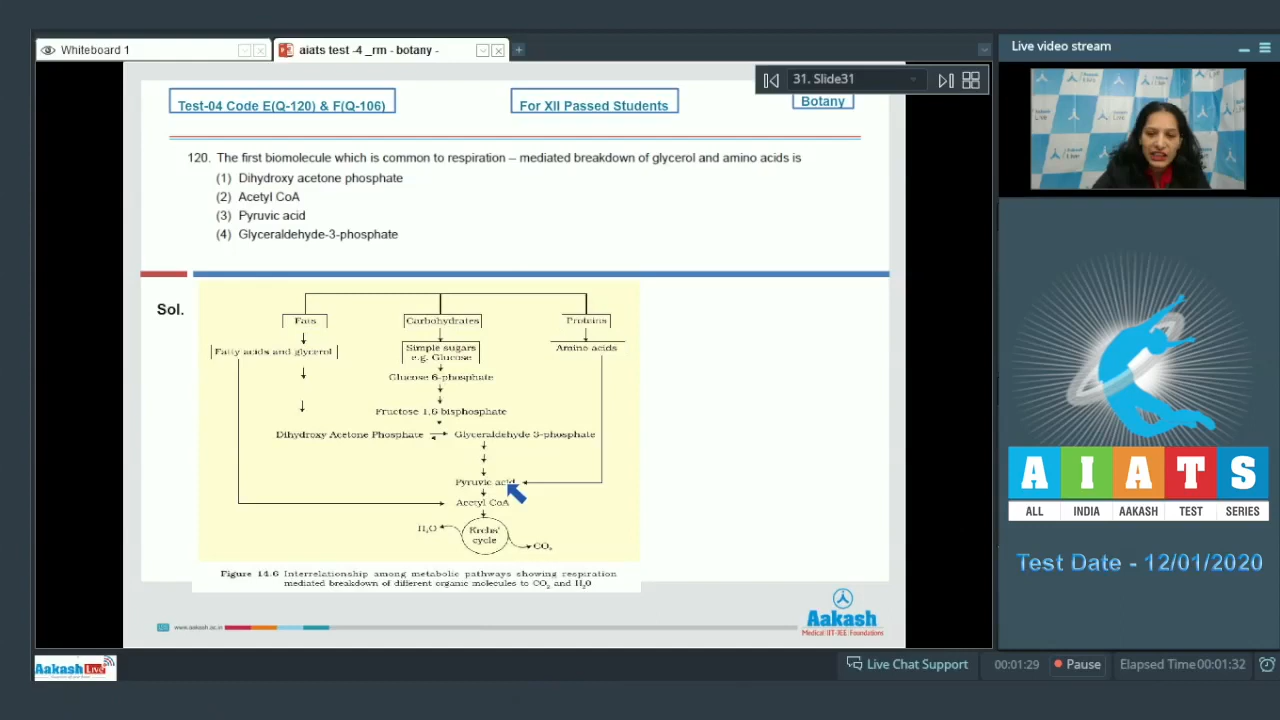 Whiteboard 1
aiats test -4 _rm - botany -
Live video stream
31. Slide31
Test-04 Code E(Q-120) & F(Q-106)
For XII Passed Students
Botany
120. The first biomolecule which is common to respiration – mediated breakdown of glycerol and amino acids is
(1) Dihydroxy acetone phosphate
(2) Acetyl CoA
(3) Pyruvic acid
(4) Glyceraldehyde-3-phosphate
Sol.
Fats Carbohydrates Proteins
Fatty acids and glycerol Simple sugars Amino acids
e.g. Glucose
Glucose 6-phosphate
Fructose 1,6 bisphosphate
Dihydroxy Acetone Phosphate Glyceraldehyde 3-phosphate
Pyruvic acid
Acetyl CoA
H₂O Krebs'
cycle CO₂
Figure 14.6 Interrelationship among metabolic pathways showing respiration
mediated breakdown of different organic molecules to CO₂ and H₂O
www.aakash.ac.in
Aakash
Medical|IIT-JEE|Foundations
A I A T S
ALL INDIA AAKASH TEST SERIES
Test Date - 12/01/2020
Aakash Live
Live Chat Support
00:01:29
Pause
Elapsed Time00:01:32